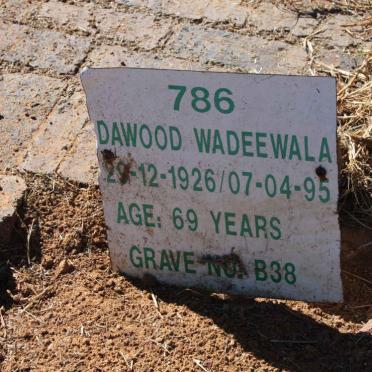 786
DAWOOD WADEEWALA
29-12-1926/07-04-95
AGE: 69 YEARS
GRAVE NO. B38